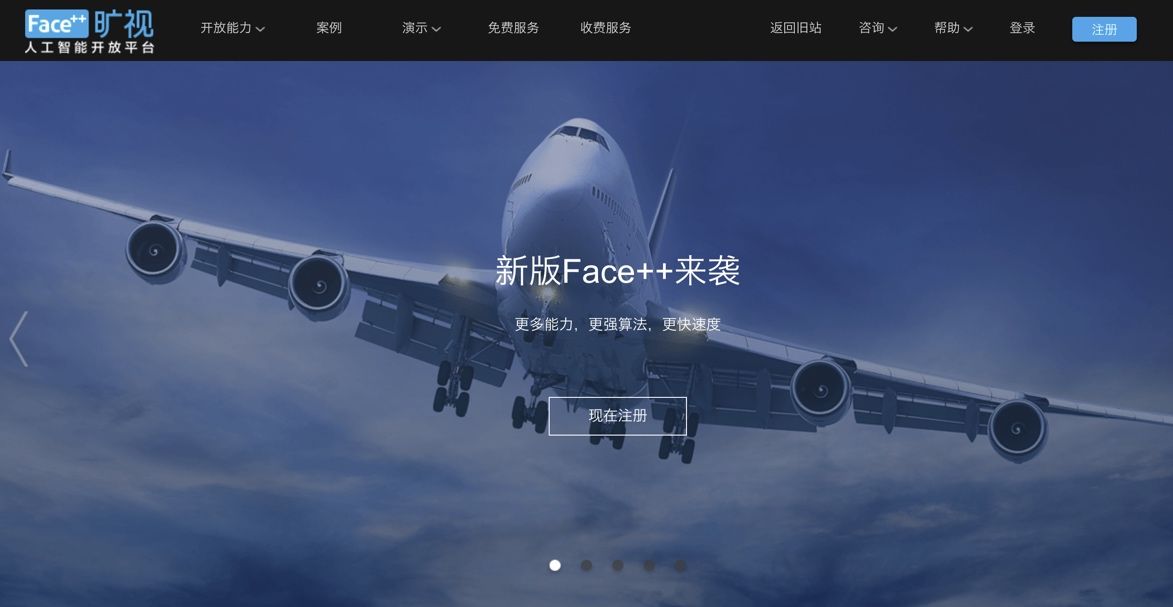 Face++ 旷视
人工智能开放平台
开放能力 案例 演示 免费服务 收费服务 返回旧站 咨询 帮助 登录 注册
新版Face++来袭
更多能力，更强算法，更快速度
现在注册